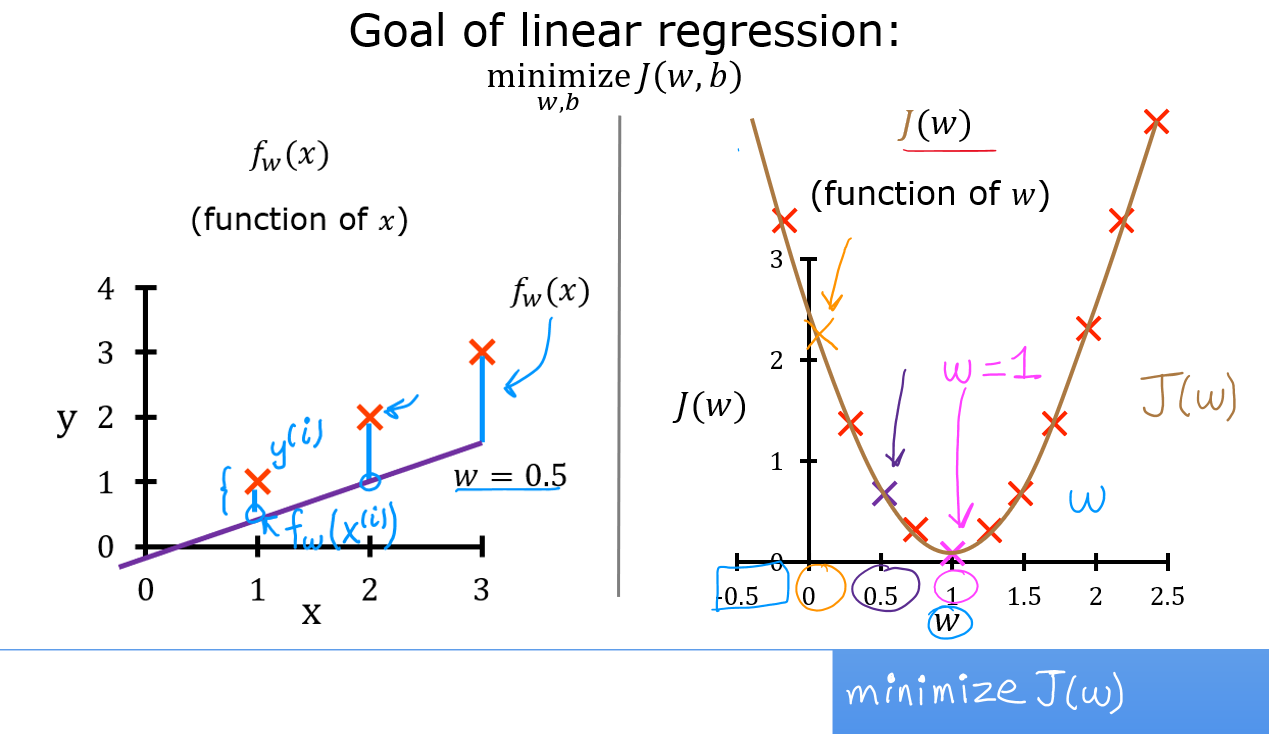 Goal of linear regression:
minimize J(w, b)
w,b
f_w(x)
(function of x)
4
3
2
1
0
y
0 1 2 3
x
f_w(x)
w = 0.5
y^(i)
f_w(x^(i))
J(w)
(function of w)
3
2
1
0
J(w)
w=1
J(w)
w
-0.5 0 0.5 1 1.5 2 2.5
w
minimize J(w)